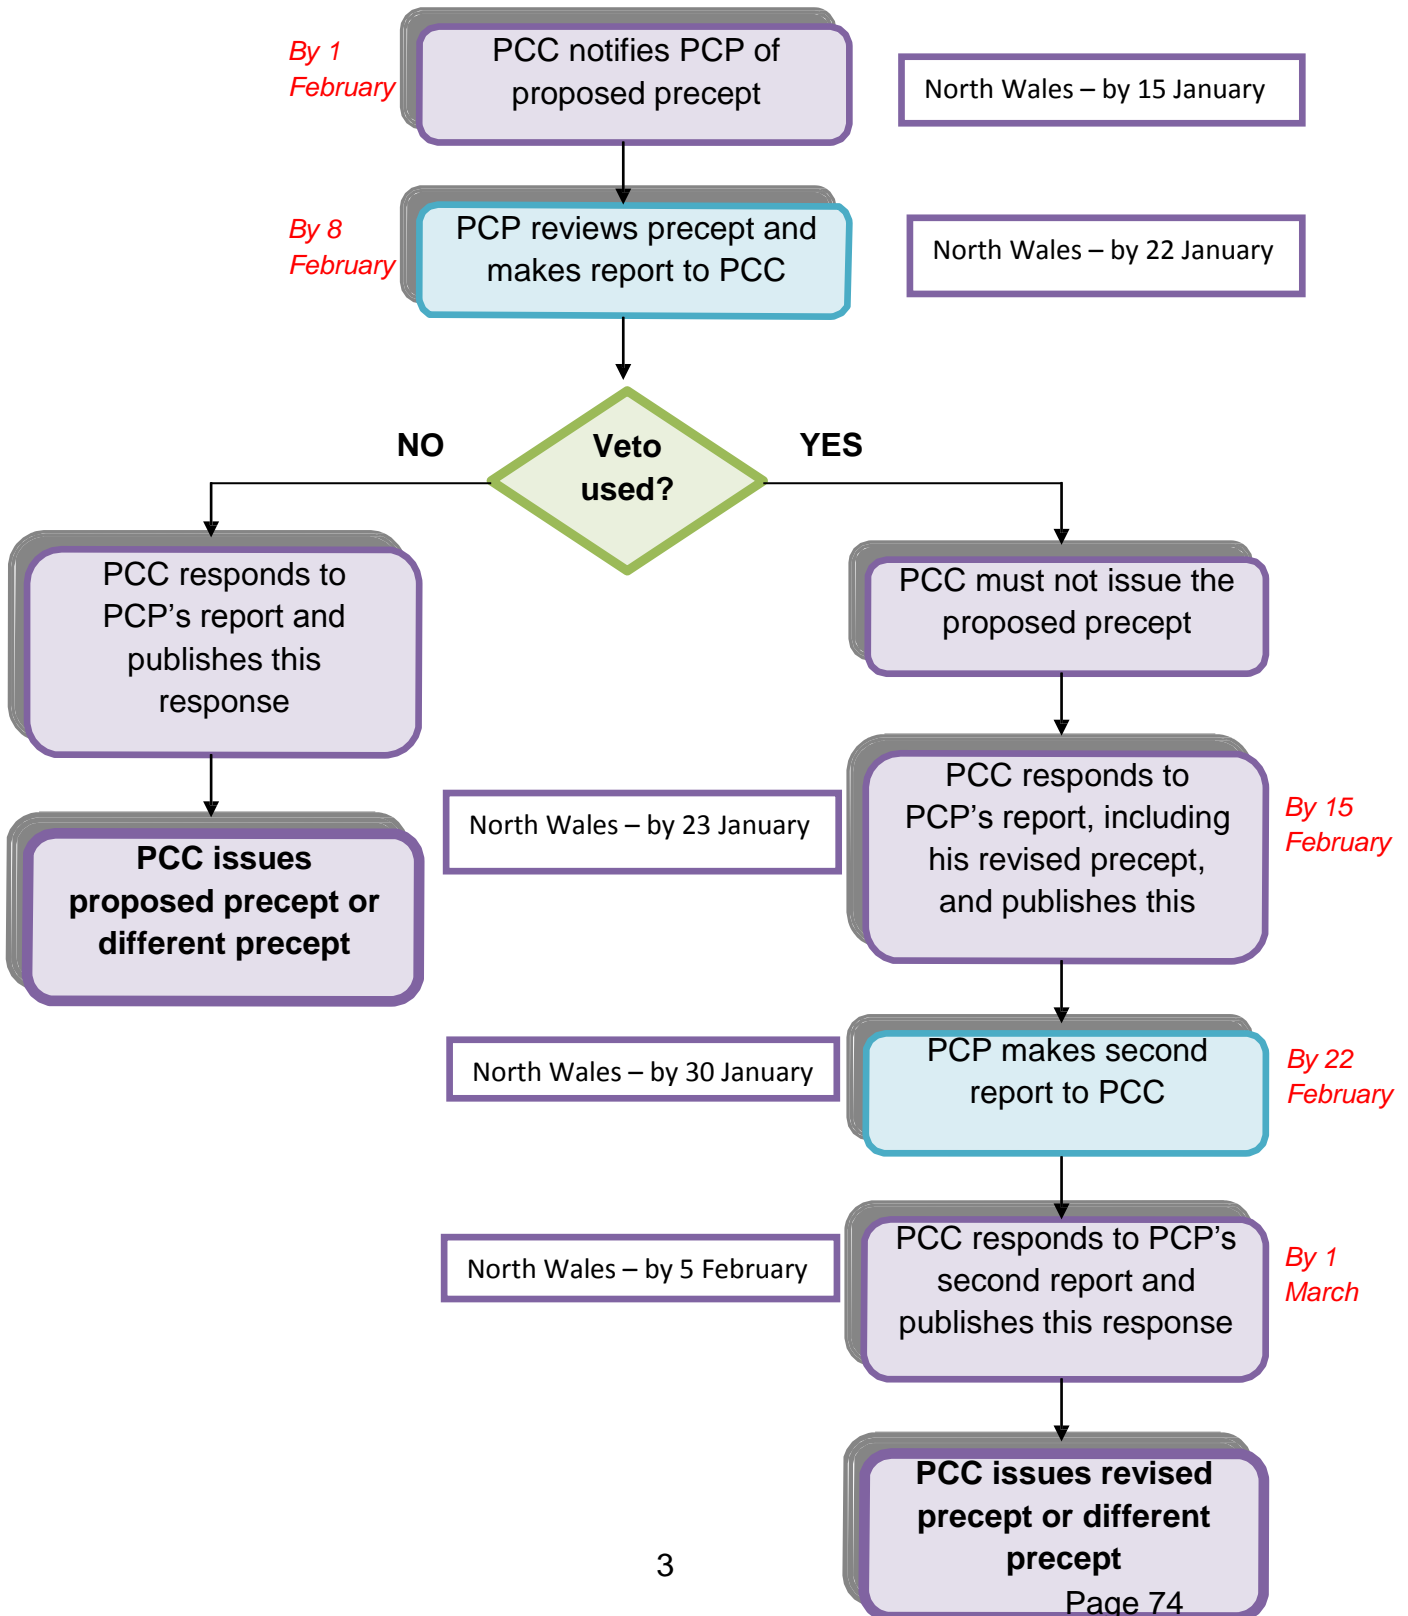 By 1
February
PCC notifies PCP of
proposed precept
North Wales – by 15 January
By 8
February
PCP reviews precept and
makes report to PCC
North Wales – by 22 January
NO
Veto
used?
YES
PCC responds to
PCP’s report and
publishes this
response
PCC must not issue the
proposed precept
PCC issues
proposed precept or
different precept
North Wales – by 23 January
PCC responds to
PCP’s report, including
his revised precept,
and publishes this
By 15
February
North Wales – by 30 January
PCP makes second
report to PCC
By 22
February
North Wales – by 5 February
PCC responds to PCP’s
second report and
publishes this response
By 1
March
PCC issues revised
precept or different
precept
3
Page 74